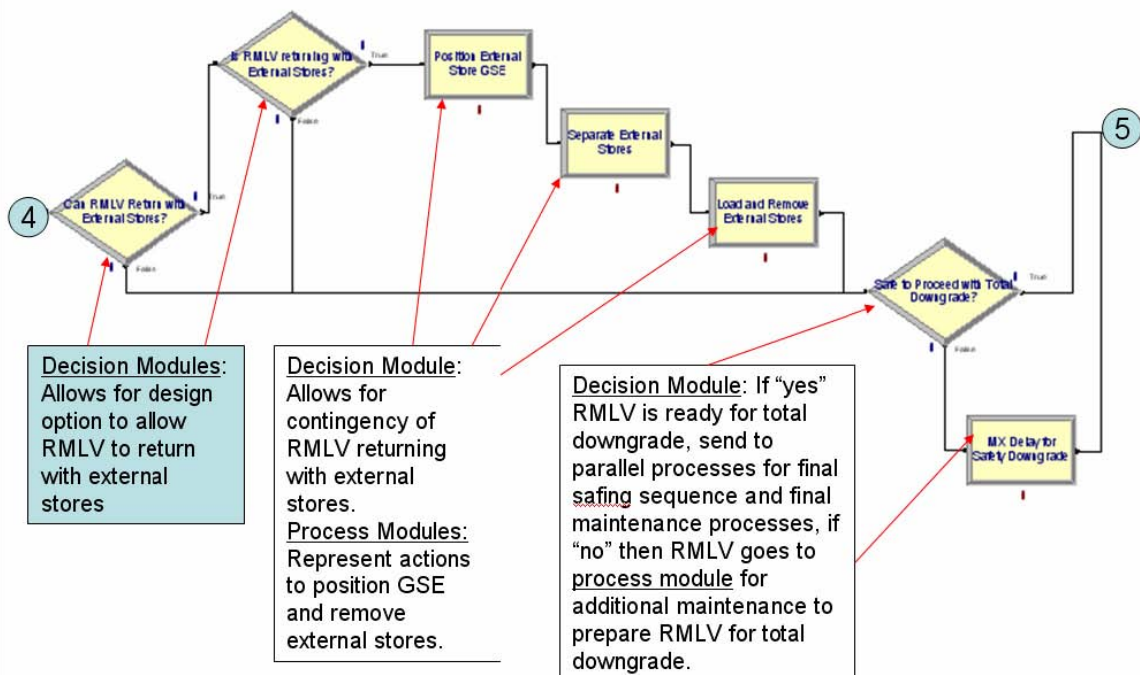 Is RMLV returning with
External Stores?
True
False
Position External
Store GSE
Separate External
Stores
Load and Remove
External Stores
4
Can RMLV Return with
External Stores?
True
False
5
Safe to Proceed with Total
Downgrade?
True
False
MX Delay for
Safety Downgrade
Decision Modules:
Allows for design
option to allow
RMLV to return
with external
stores
Decision Module:
Allows for
contingency of
RMLV returning
with external
stores.
Process Modules:
Represent actions
to position GSE
and remove
external stores.
Decision Module: If “yes”
RMLV is ready for total
downgrade, send to
parallel processes for final
safing sequence and final
maintenance processes, if
“no” then RMLV goes to
process module for
additional maintenance to
prepare RMLV for total
downgrade.